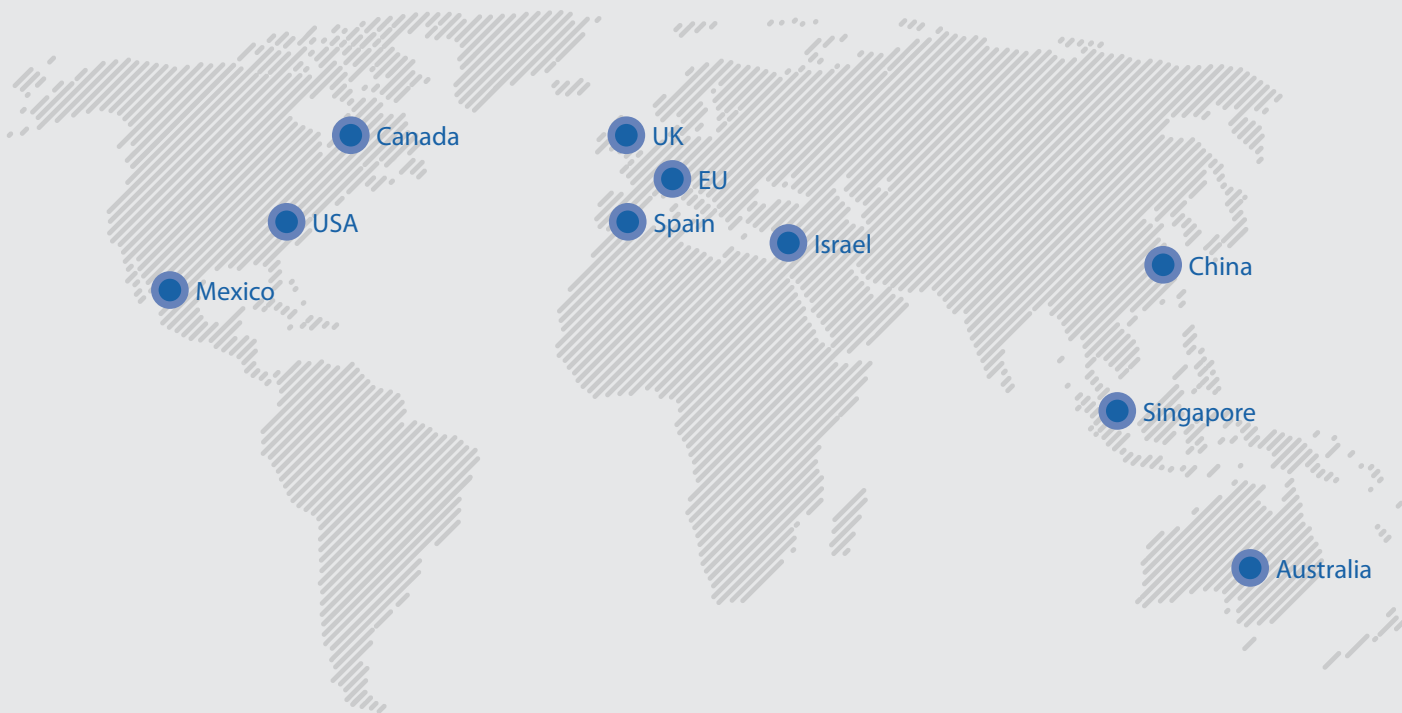 Canada
UK
EU
USA
Spain
Israel
China
Mexico
Singapore
Australia